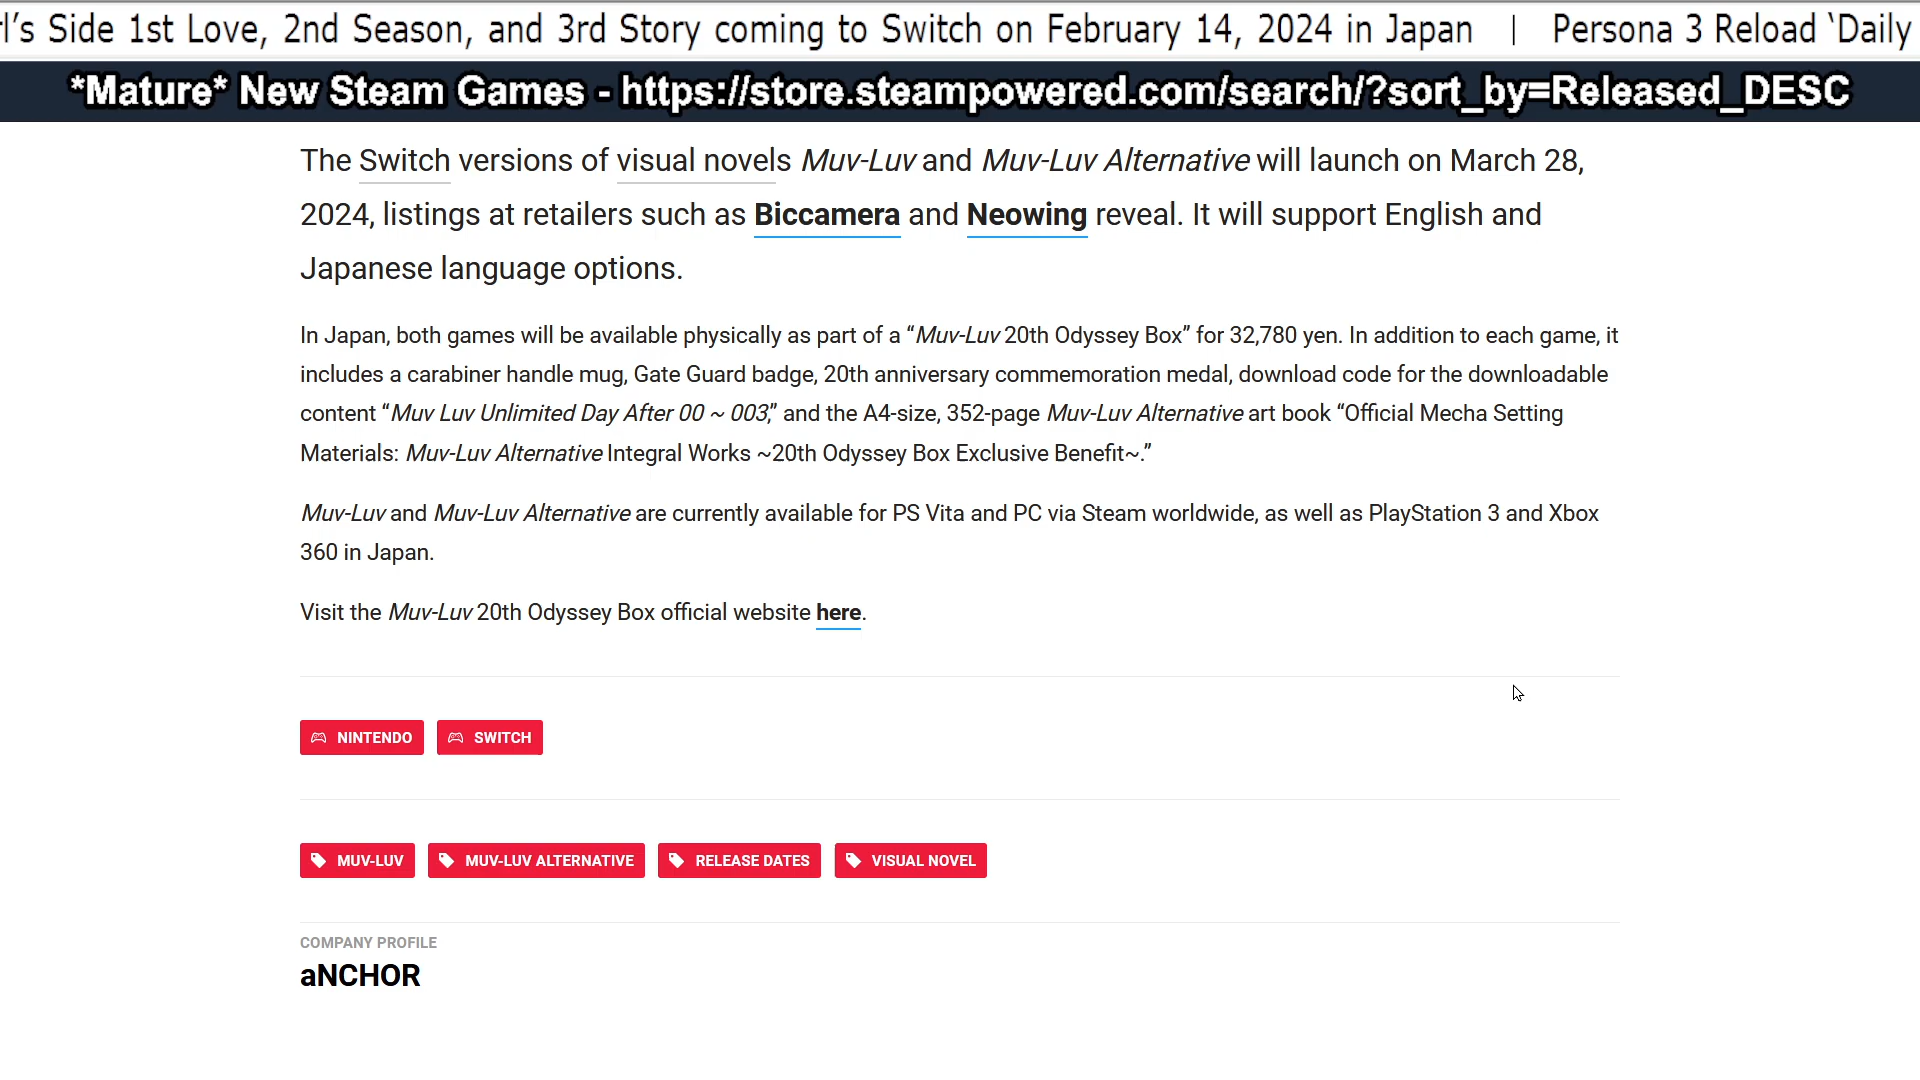 l’s Side 1st Love, 2nd Season, and 3rd Story coming to Switch on February 14, 2024 in Japan | Persona 3 Reload ‘Daily
*Mature* New Steam Games - https://store.steampowered.com/search/?sort_by=Released_DESC
The Switch versions of visual novels Muv-Luv and Muv-Luv Alternative will launch on March 28,
2024, listings at retailers such as Biccamera and Neowing reveal. It will support English and
Japanese language options.
In Japan, both games will be available physically as part of a “Muv-Luv 20th Odyssey Box” for 32,780 yen. In addition to each game, it
includes a carabiner handle mug, Gate Guard badge, 20th anniversary commemoration medal, download code for the downloadable
content “Muv Luv Unlimited Day After 00 ~ 003,” and the A4-size, 352-page Muv-Luv Alternative art book “Official Mecha Setting
Materials: Muv-Luv Alternative Integral Works ~20th Odyssey Box Exclusive Benefit~.”
Muv-Luv and Muv-Luv Alternative are currently available for PS Vita and PC via Steam worldwide, as well as PlayStation 3 and Xbox
360 in Japan.
Visit the Muv-Luv 20th Odyssey Box official website here.
NINTENDO SWITCH
MUV-LUV MUV-LUV ALTERNATIVE RELEASE DATES VISUAL NOVEL
COMPANY PROFILE
aNCHOR